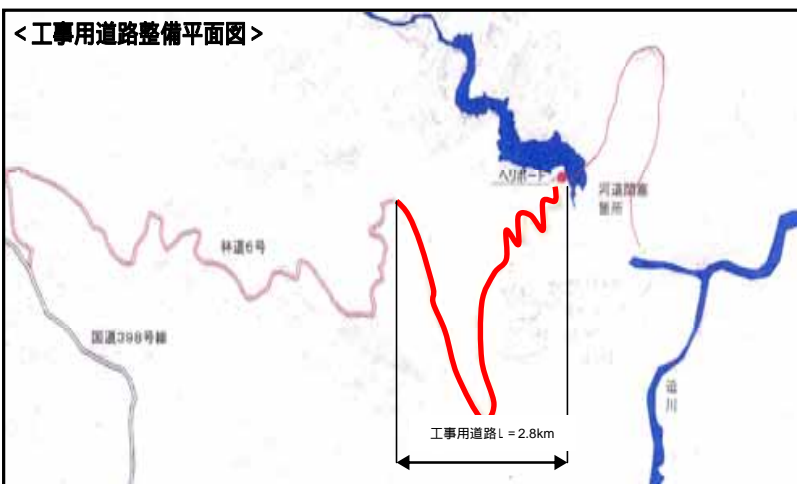 ＜工事用道路整備平面図＞
ヘリポート
河道閉塞
箇所
林道6号
国道398号線
迫川
工事用道路L＝2.8km